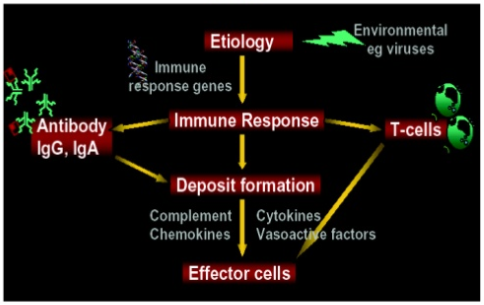 Etiology
Environmental
eg viruses
Immune
response genes
Immune Response
Antibody
IgG, IgA
T-cells
Deposit formation
Complement
Chemokines
Cytokines
Vasoactive factors
Effector cells